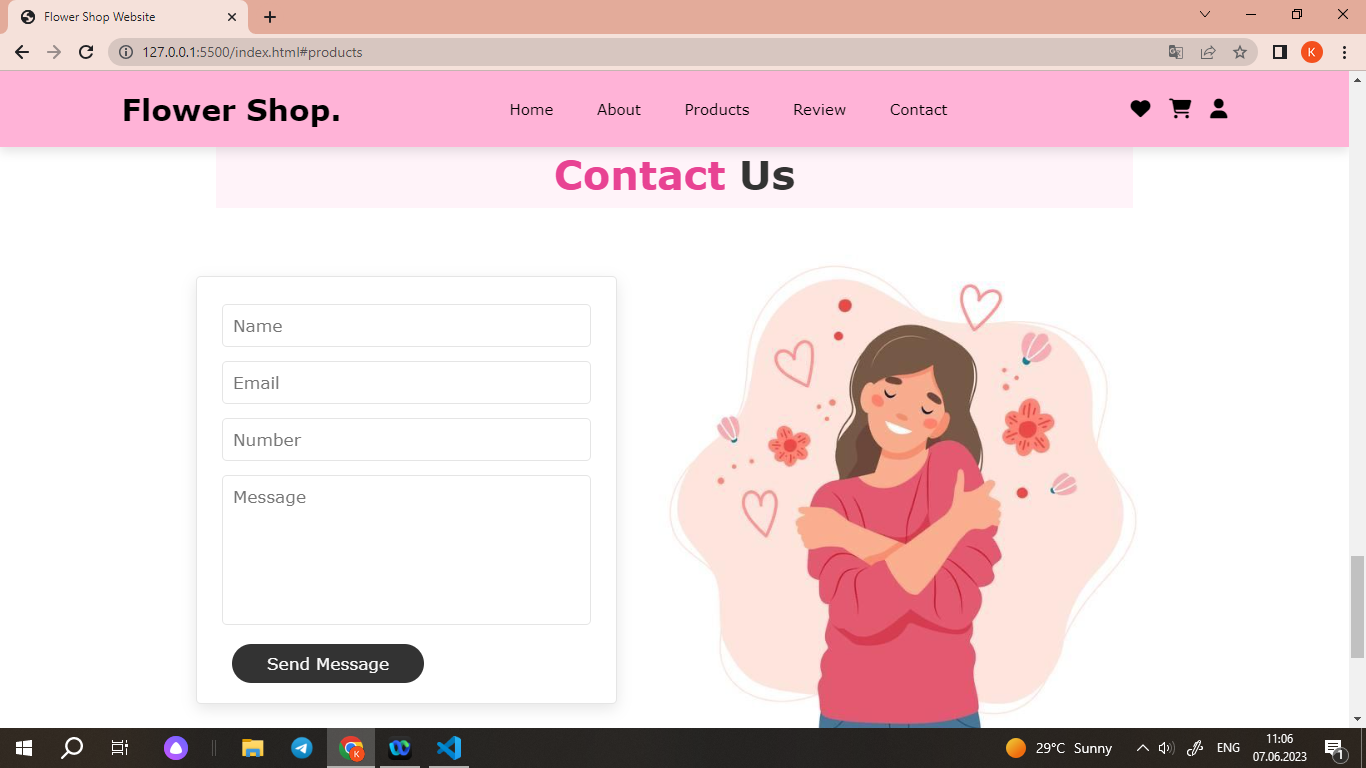 Flower Shop Website
127.0.0.1:5500/index.html#products
K
Flower Shop.
Home About Products Review Contact
Contact Us
Name
Email
Number
Message
Send Message
K
29°C Sunny
ENG
11:06
07.06.2023
1